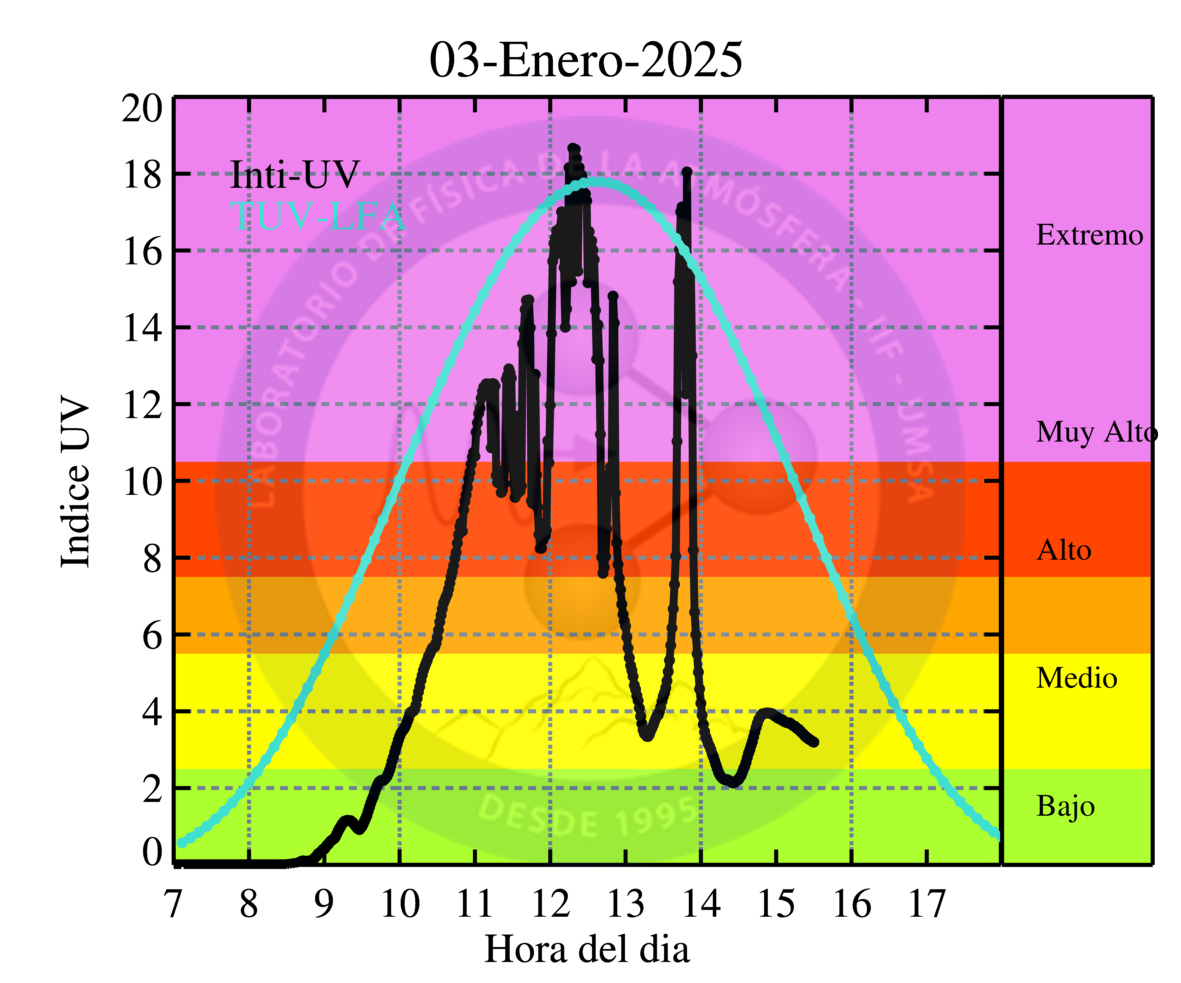 03-Enero-2025
Inti-UV
TUV-LFA
LABORATORIO DE FÍSICA DE LA ATMÓSFERA - IIF - UMSA
DESDE 1995
Indice UV
20
18
16
14
12
10
8
6
4
2
0
Extremo
Muy Alto
Alto
Medio
Bajo
7 8 9 10 11 12 13 14 15 16 17
Hora del dia